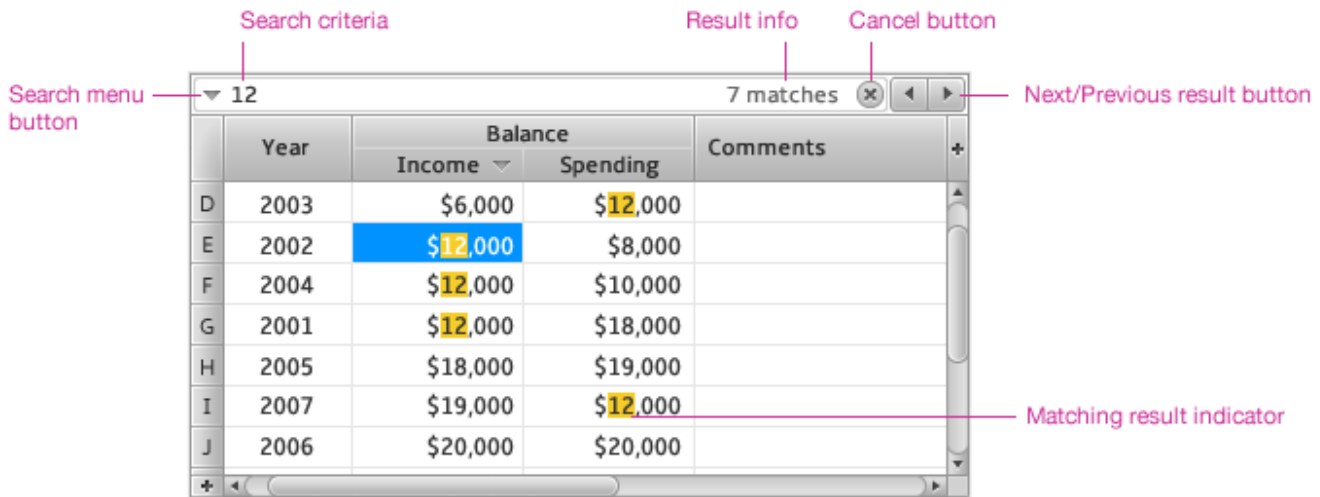 Search criteria
Result info
Cancel button
Search menu
button
12
7 matches
Next/Previous result button
Year
Balance
Comments
Income
Spending
D 2003 $6,000 $12,000
E 2002 $12,000 $8,000
F 2004 $12,000 $10,000
G 2001 $12,000 $18,000
H 2005 $18,000 $19,000
I 2007 $19,000 $12,000
Matching result indicator
J 2006 $20,000 $20,000